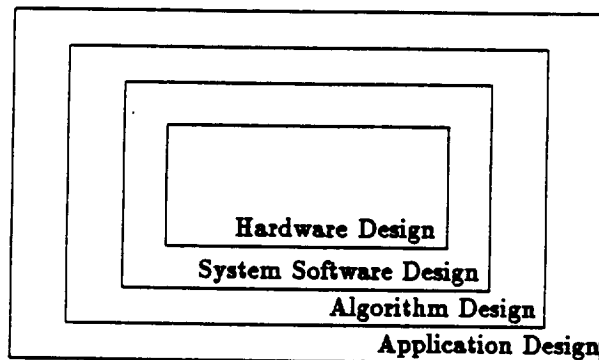 Hardware Design
System Software Design
Algorithm Design
Application Design